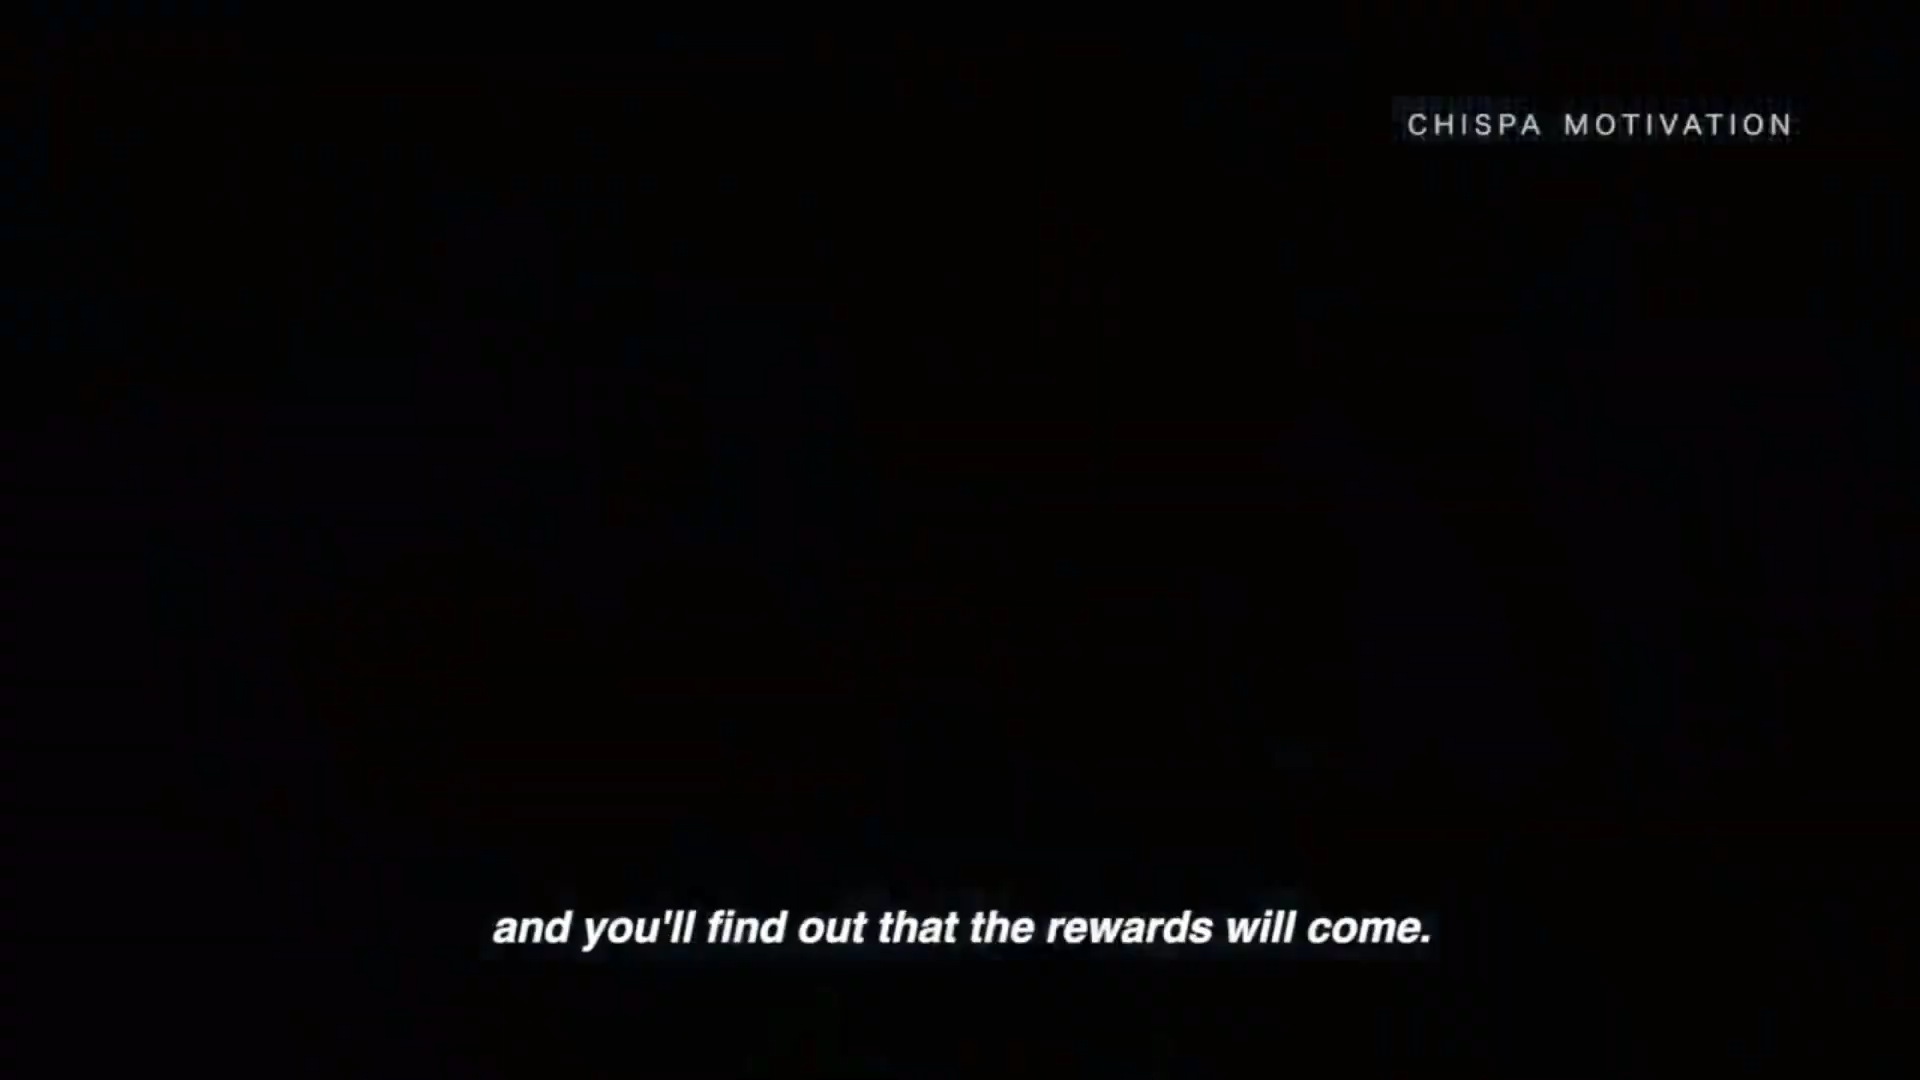 CHISPA MOTIVATION
and you'll find out that the rewards will come.